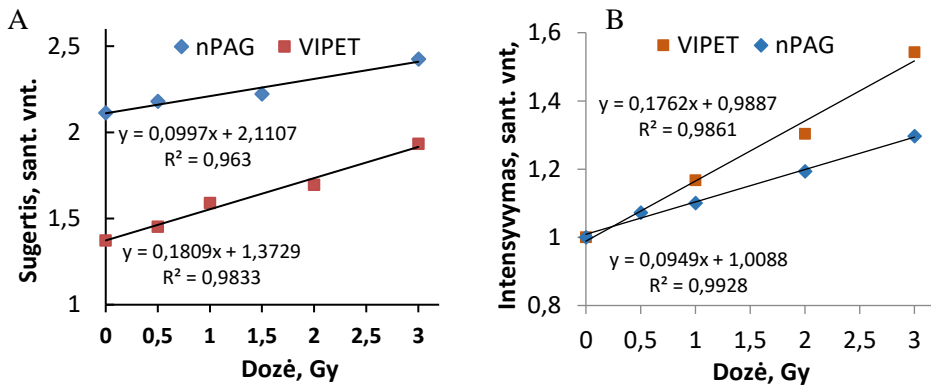 A
nPAG VIPET
2,5
2
1,5
1
y = 0,0997x + 2,1107
R² = 0,963
y = 0,1809x + 1,3729
R² = 0,9833
0 0,5 1 1,5 2 2,5 3
Dozė, Gy
Sugertis, sant. vnt.
B
VIPET nPAG
1,6
1,4
1,2
1
0,8
y = 0,1762x + 0,9887
R² = 0,9861
y = 0,0949x + 1,0088
R² = 0,9928
0 0,5 1 1,5 2 2,5 3
Dozė, Gy
Intensyvymas, sant. vnt,